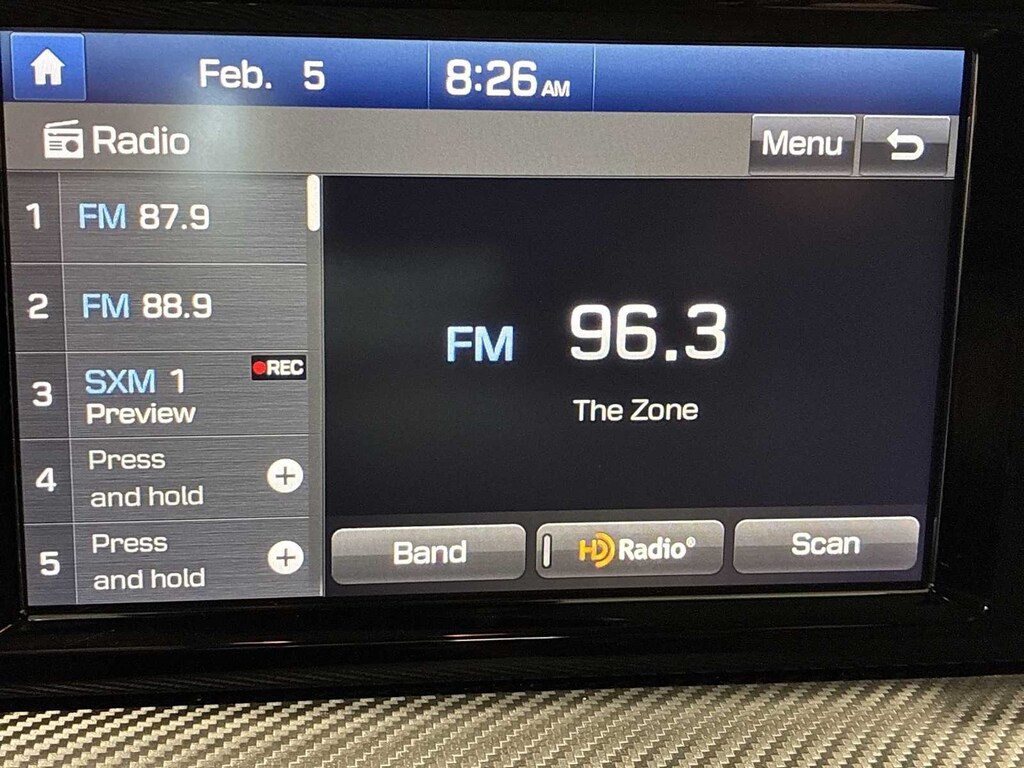 Feb. 5 8:26 AM
Radio Menu
1 FM 87.9
2 FM 88.9
3 SXM 1 REC
Preview
4 Press
and hold
5 Press
and hold
FM 96.3
The Zone
Band HD Radio® Scan